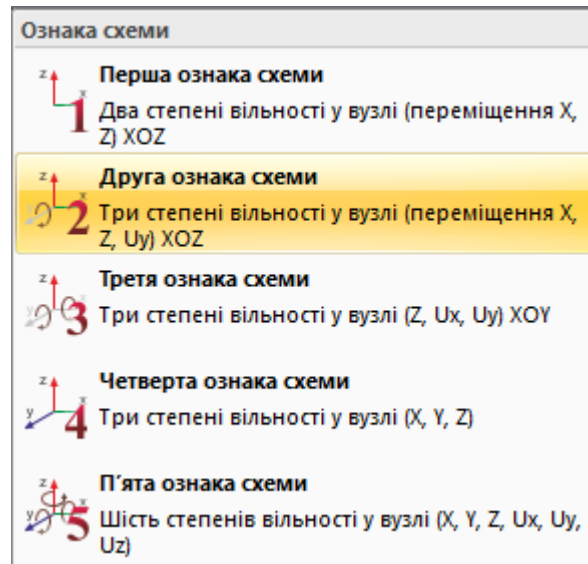 Ознака схеми
Перша ознака схеми
Два степені вільності у вузлі (переміщення X,
Z) XOZ
Друга ознака схеми
Три степені вільності у вузлі (переміщення X,
Z, Uy) XOZ
Третя ознака схеми
Три степені вільності у вузлі (Z, Ux, Uy) XOY
Четверта ознака схеми
Три степені вільності у вузлі (X, Y, Z)
П'ята ознака схеми
Шість степенів вільності у вузлі (X, Y, Z, Ux, Uy,
Uz)